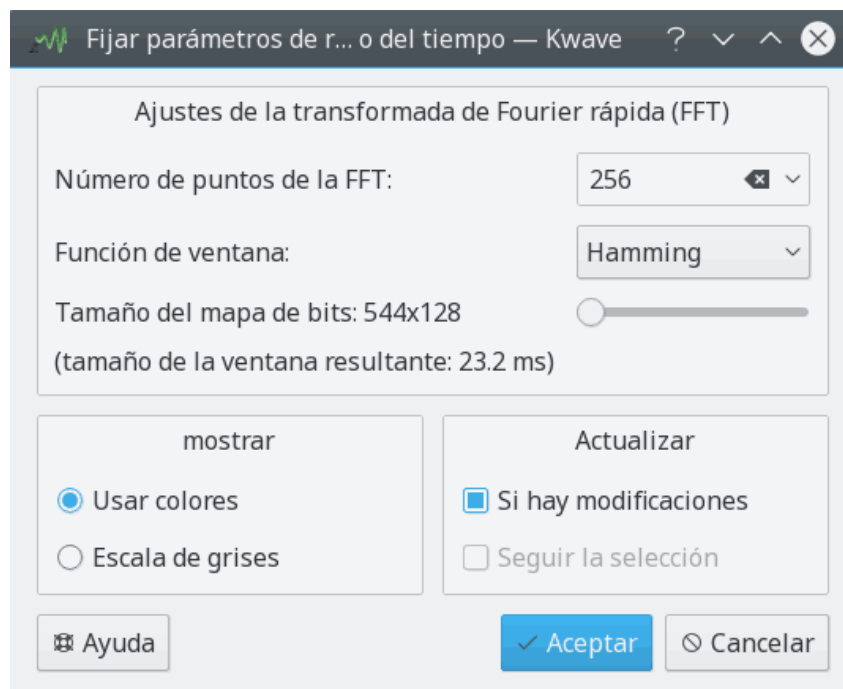 Fijar parámetros de r... o del tiempo — Kwave
Ajustes de la transformada de Fourier rápida (FFT)
Número de puntos de la FFT: 256
Función de ventana: Hamming
Tamaño del mapa de bits: 544x128
(tamaño de la ventana resultante: 23.2 ms)
mostrar
Usar colores
Escala de grises
Actualizar
Si hay modificaciones
Seguir la selección
Ayuda
Aceptar
Cancelar